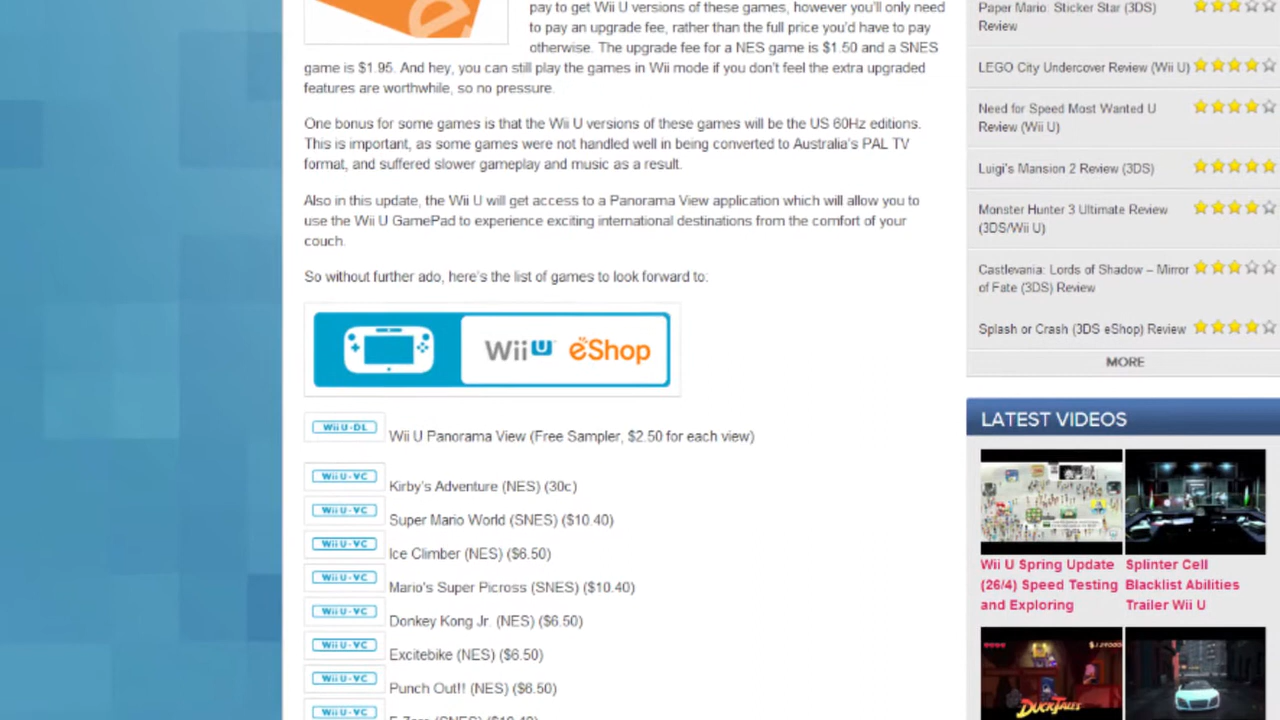 pay to get Wii U versions of these games, however you'll only need
to pay an upgrade fee, rather than the full price you'd have to pay
otherwise. The upgrade fee for a NES game is $1.50 and a SNES
game is $1.95. And hey, you can still play the games in Wii mode if you don't feel the extra upgraded
features are worthwhile, so no pressure.
One bonus for some games is that the Wii U versions of these games will be the US 60Hz editions.
This is important, as some games were not handled well in being converted to Australia's PAL TV
format, and suffered slower gameplay and music as a result.
Also in this update, the Wii U will get access to a Panorama View application which will allow you to
use the Wii U GamePad to experience exciting international destinations from the comfort of your
couch.
So without further ado, here's the list of games to look forward to:
Wii U eShop
Wii U-DL Wii U Panorama View (Free Sampler, $2.50 for each view)
Wii U-VC Kirby's Adventure (NES) (30c)
Wii U-VC Super Mario World (SNES) ($10.40)
Wii U-VC Ice Climber (NES) ($6.50)
Wii U-VC Mario's Super Picross (SNES) ($10.40)
Wii U-VC Donkey Kong Jr. (NES) ($6.50)
Wii U-VC Excitebike (NES) ($6.50)
Wii U-VC Punch Out!! (NES) ($6.50)
Wii U-VC F-Zero (SNES) ($10.40)
Paper Mario: Sticker Star (3DS)
Review
LEGO City Undercover Review (Wii U)
Need for Speed Most Wanted U
Review (Wii U)
Luigi's Mansion 2 Review (3DS)
Monster Hunter 3 Ultimate Review
(3DS/Wii U)
Castlevania: Lords of Shadow – Mirror
of Fate (3DS) Review
Splash or Crash (3DS eShop) Review
MORE
LATEST VIDEOS
Wii U Spring Update
(26/4) Speed Testing
and Exploring
Splinter Cell
Blacklist Abilities
Trailer Wii U
DuckTales